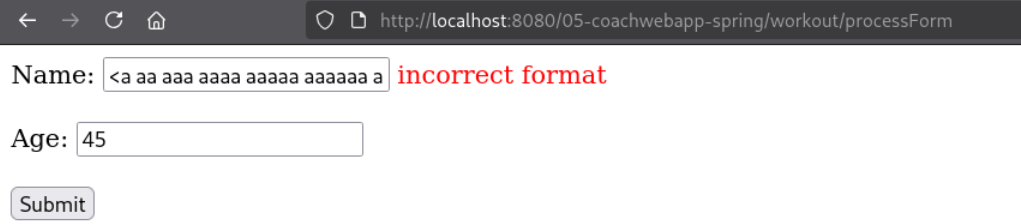 http://localhost:8080/05-coachwebapp-spring/workout/processForm
Name: <a aa aaa aaaa aaaaa aaaaaa a incorrect format
Age: 45
Submit